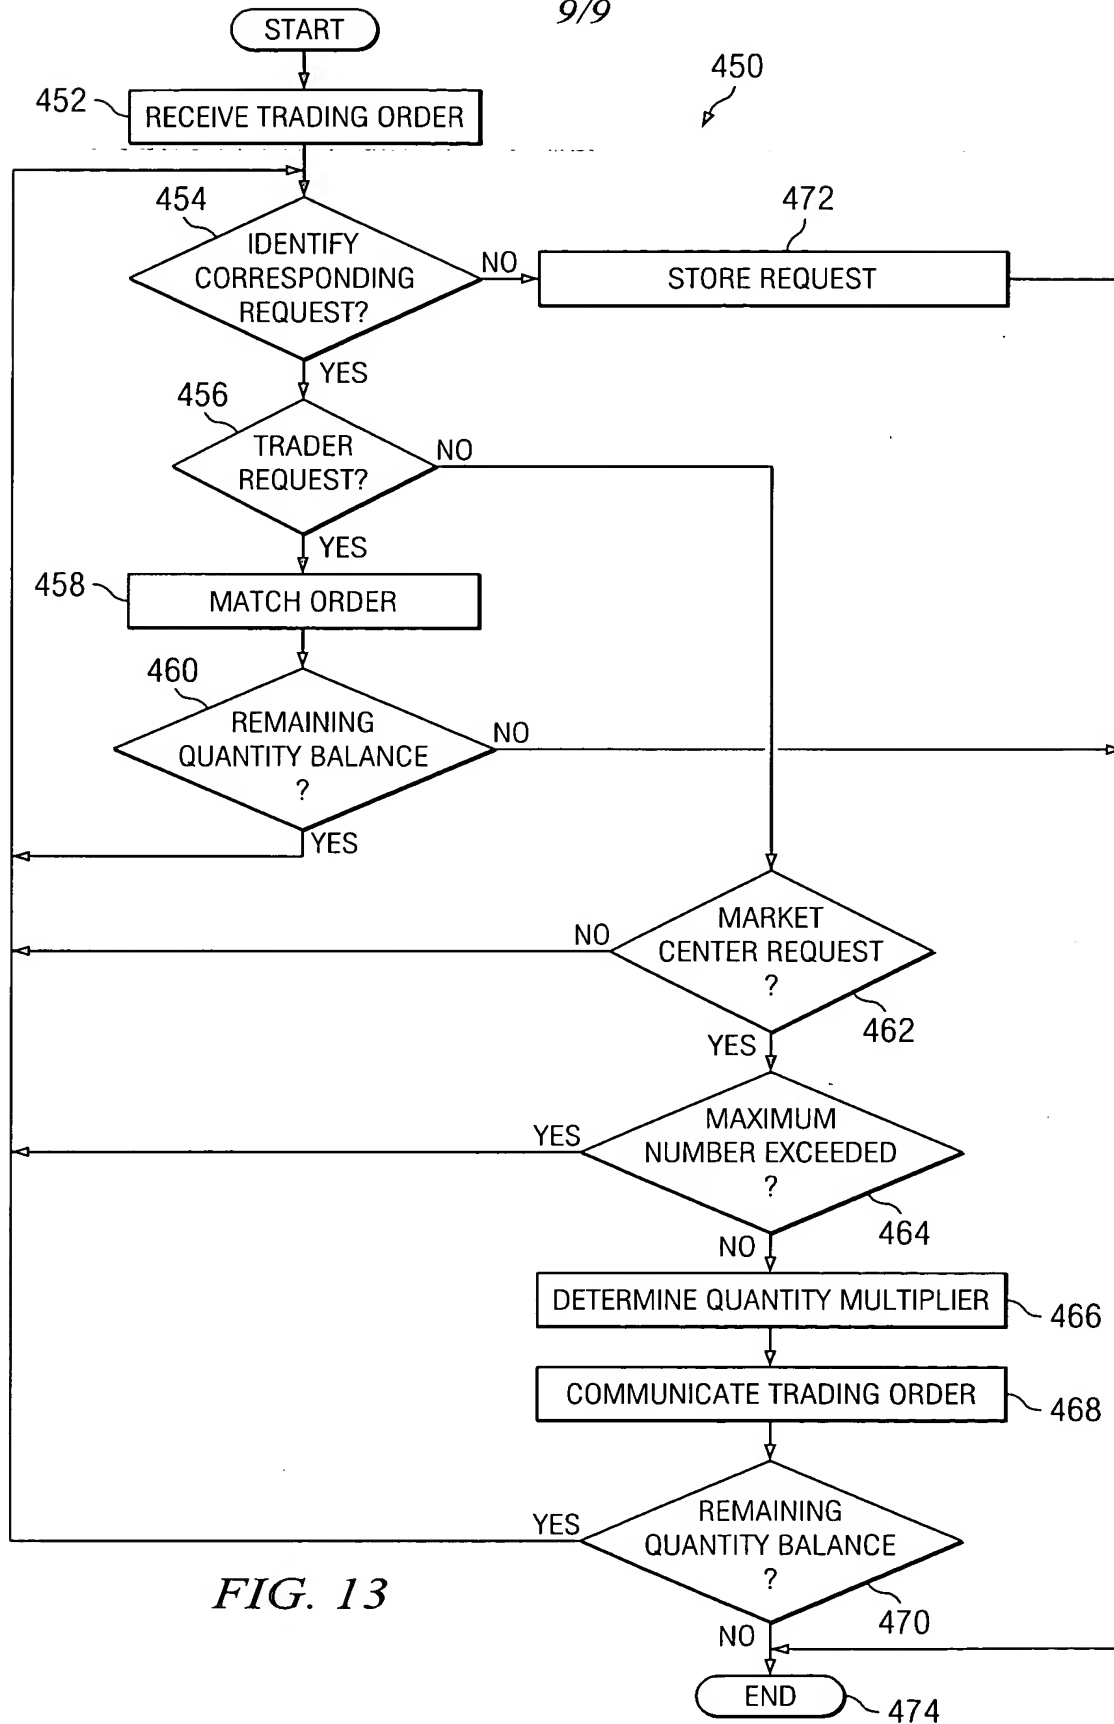 9/9
START
450
452
RECEIVE TRADING ORDER
454
IDENTIFY
CORRESPONDING
REQUEST?
NO
472
STORE REQUEST
YES
456
TRADER
REQUEST?
NO
YES
458
MATCH ORDER
460
REMAINING
QUANTITY BALANCE
?
NO
YES
MARKET
CENTER REQUEST
?
NO
462
YES
MAXIMUM
NUMBER EXCEEDED
?
YES
464
NO
DETERMINE QUANTITY MULTIPLIER
466
COMMUNICATE TRADING ORDER
468
REMAINING
QUANTITY BALANCE
?
YES
470
NO
END
474
FIG. 13